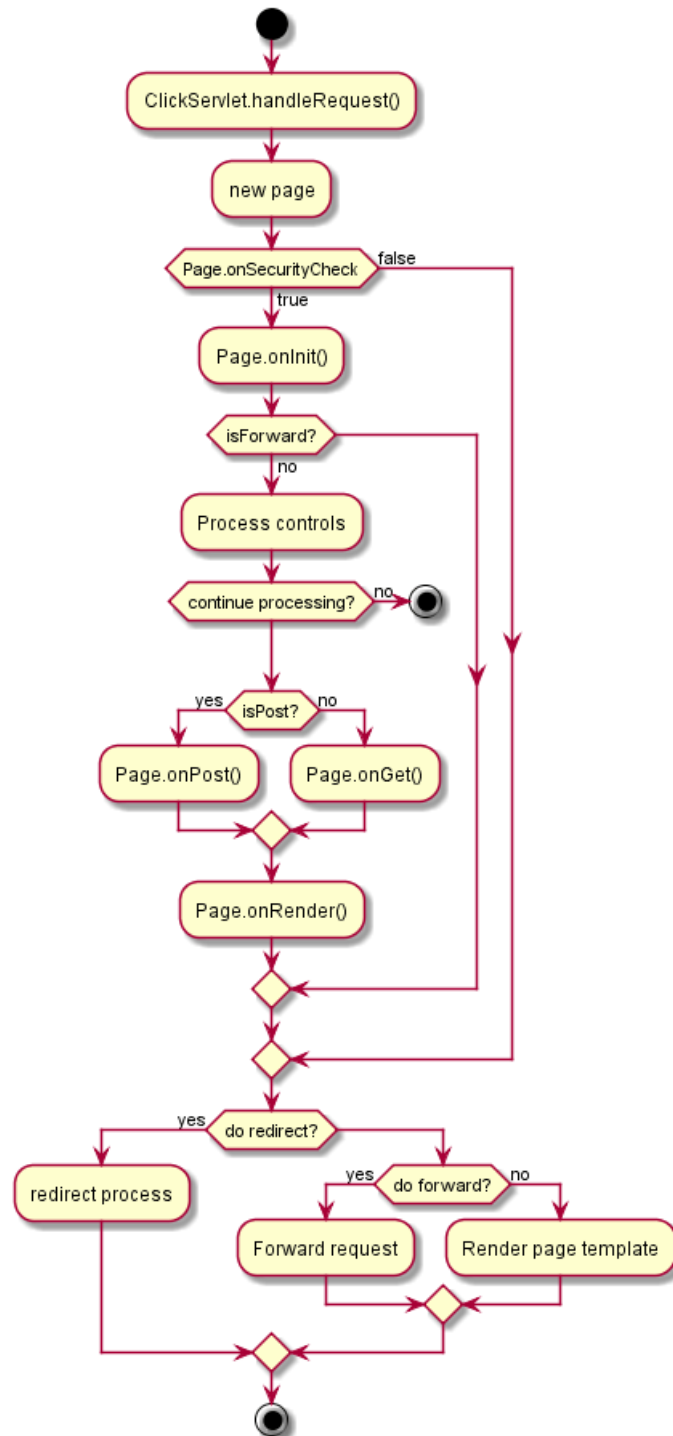 ClickServlet.handleRequest()
new page
Page.onSecurityCheck
false
true
Page.onInit()
isForward?
no
Process controls
continue processing?
no
isPost?
yes
no
Page.onPost()
Page.onGet()
Page.onRender()
do redirect?
yes
redirect process
do forward?
yes
no
Forward request
Render page template